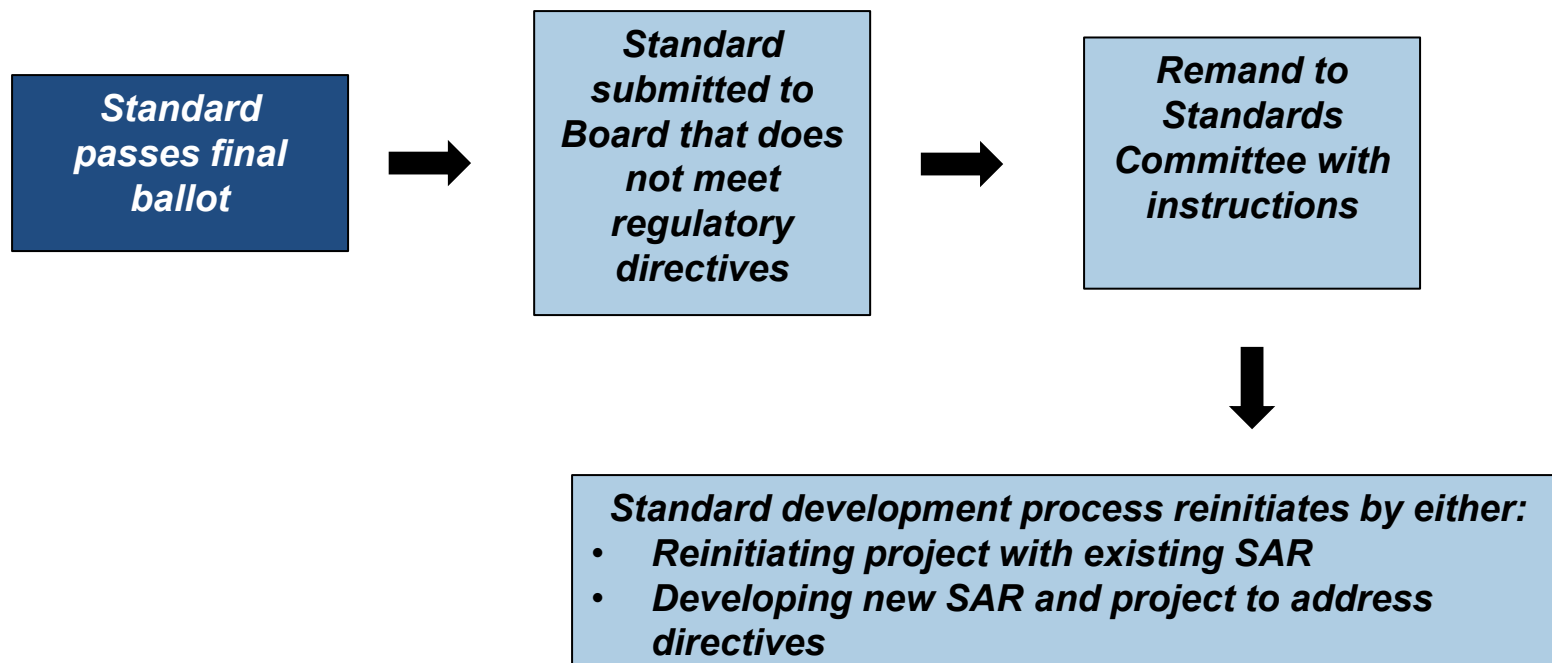 Standard
passes final
ballot
Standard
submitted to
Board that does
not meet
regulatory
directives
Remand to
Standards
Committee with
instructions
Standard development process reinitiates by either:
• Reinitiating project with existing SAR
• Developing new SAR and project to address
directives